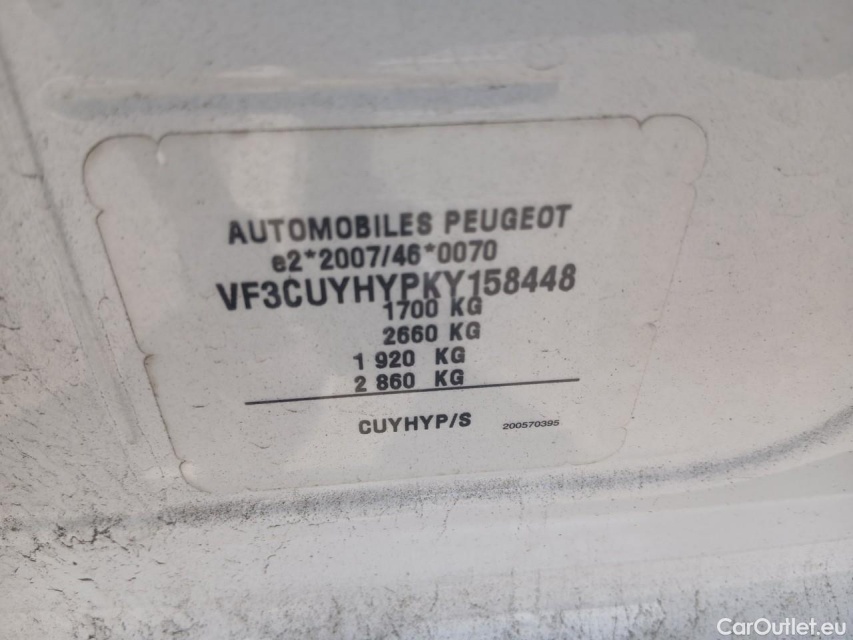 AUTOMOBILES PEUGEOT
e2*2007/46*0070
VF3CUYHYPKY158448
1700 KG
2660 KG
1 920 KG
2 860 KG
CUYHYP/S 200570395
CarOutlet.eu